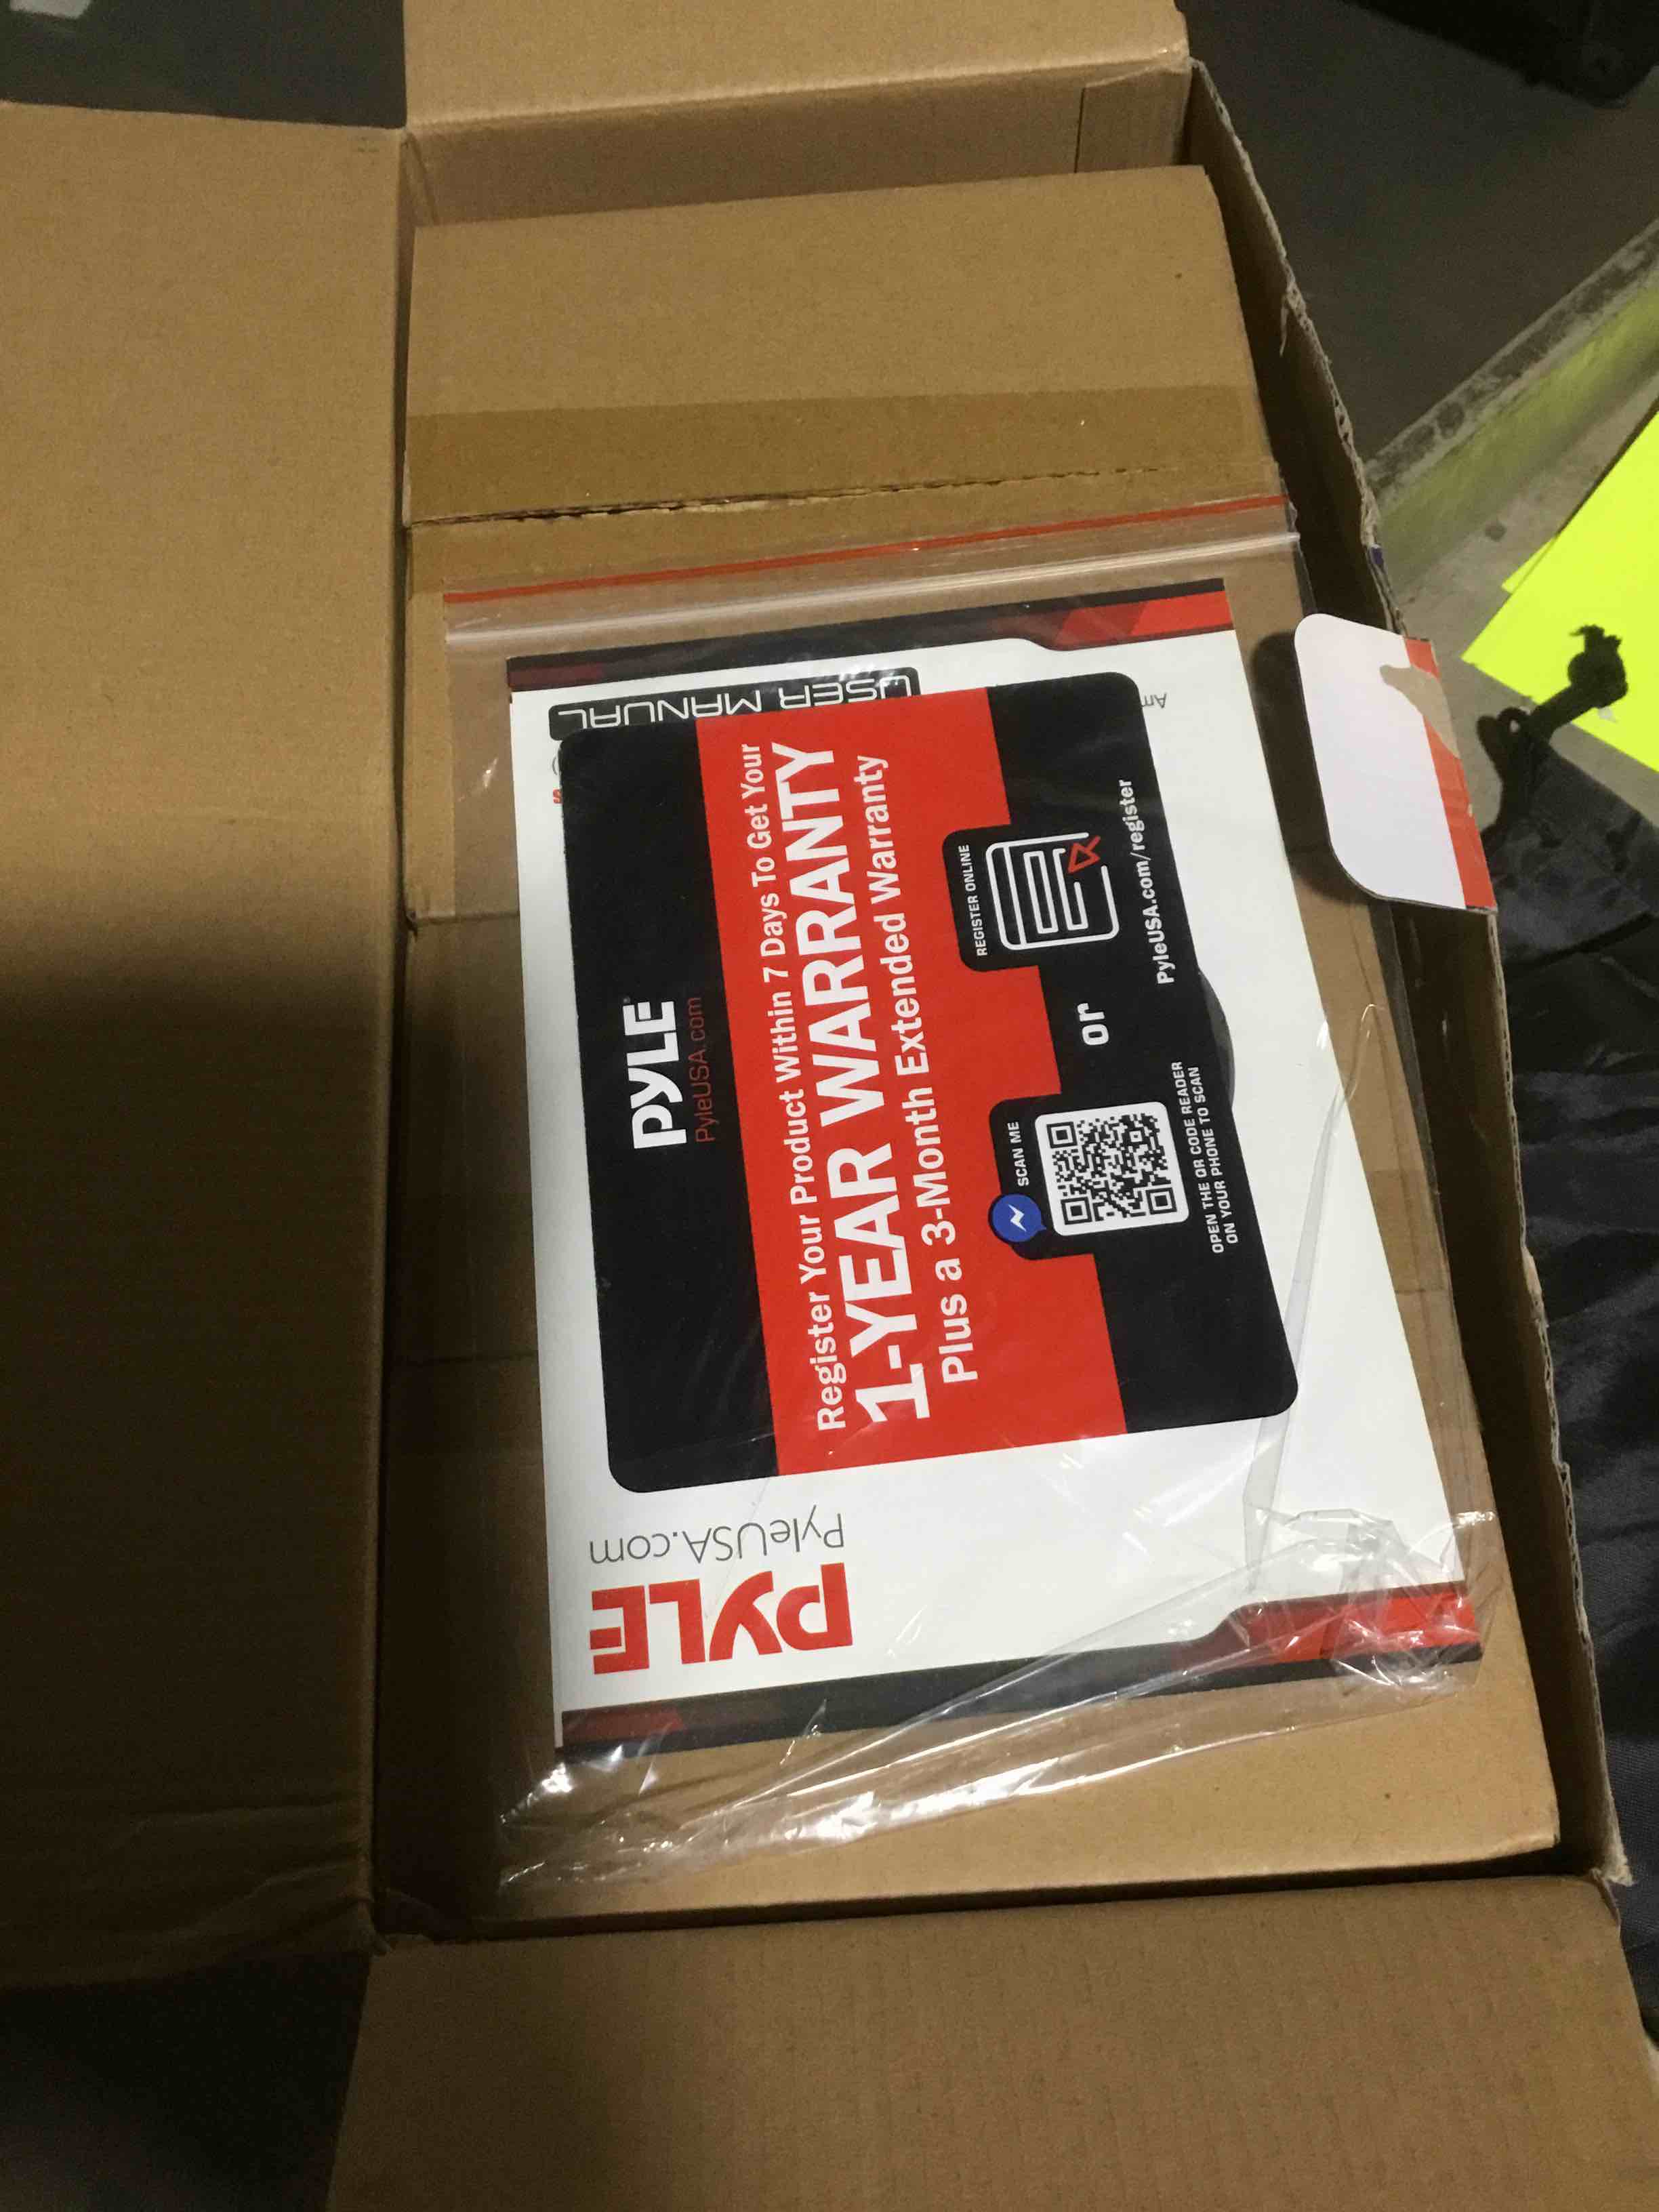 PYLE
PyleUSA.com
Register Your Product Within 7 Days To Get Your
1-YEAR WARRANTY
Plus a 3-Month Extended Warranty
SCAN ME
OPEN THE QR CODE READER
ON YOUR PHONE TO SCAN
or
REGISTER ONLINE
PyleUSA.com/register
PYLE
PyleUSA.com
USER MANUAL